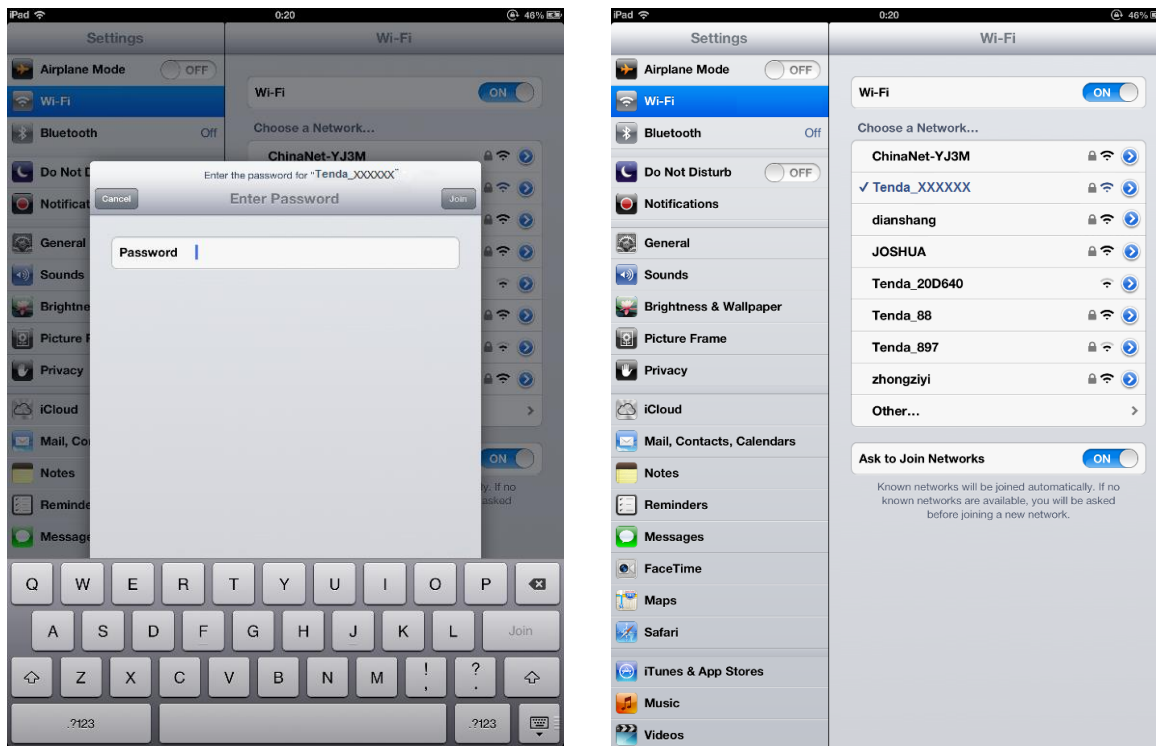 iPad 0:20 46%
Settings Wi-Fi
Airplane Mode OFF
Wi-Fi
Wi-Fi ON
Bluetooth Off
Choose a Network...
ChinaNet-YJ3M
Do Not D
Enter the password for "Tenda_XXXXXX"
Cancel Enter Password Join
Notificat
General
Password
Sounds
Brightne
Picture F
Privacy
iCloud
Mail, Co
ON
Notes
ly. If no
asked
Reminde
Message
Q W E R T Y U I O P
A S D F G H J K L Join
Z X C V B N M ! , ? .
.?123 .?123
iPad 0:20 46%
Settings Wi-Fi
Airplane Mode OFF
Wi-Fi
Bluetooth Off
Do Not Disturb OFF
Notifications
General
Sounds
Brightness & Wallpaper
Picture Frame
Privacy
iCloud
Mail, Contacts, Calendars
Notes
Reminders
Messages
FaceTime
Maps
Safari
iTunes & App Stores
Music
Videos
Wi-Fi ON
Choose a Network...
ChinaNet-YJ3M
✓ Tenda_XXXXXX
dianshang
JOSHUA
Tenda_20D640
Tenda_88
Tenda_897
zhongziyi
Other...
Ask to Join Networks ON
Known networks will be joined automatically. If no
known networks are available, you will be asked
before joining a new network.